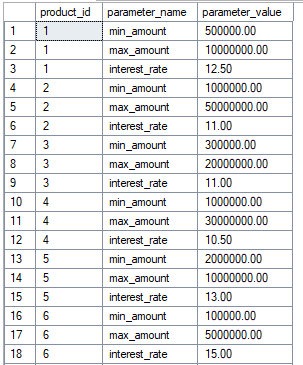 product_id parameter_name parameter_value
1 1 min_amount 500000.00
2 1 max_amount 10000000.00
3 1 interest_rate 12.50
4 2 min_amount 1000000.00
5 2 max_amount 50000000.00
6 2 interest_rate 11.00
7 3 min_amount 300000.00
8 3 max_amount 20000000.00
9 3 interest_rate 11.00
10 4 min_amount 1000000.00
11 4 max_amount 30000000.00
12 4 interest_rate 10.50
13 5 min_amount 2000000.00
14 5 max_amount 10000000.00
15 5 interest_rate 13.00
16 6 min_amount 100000.00
17 6 max_amount 5000000.00
18 6 interest_rate 15.00